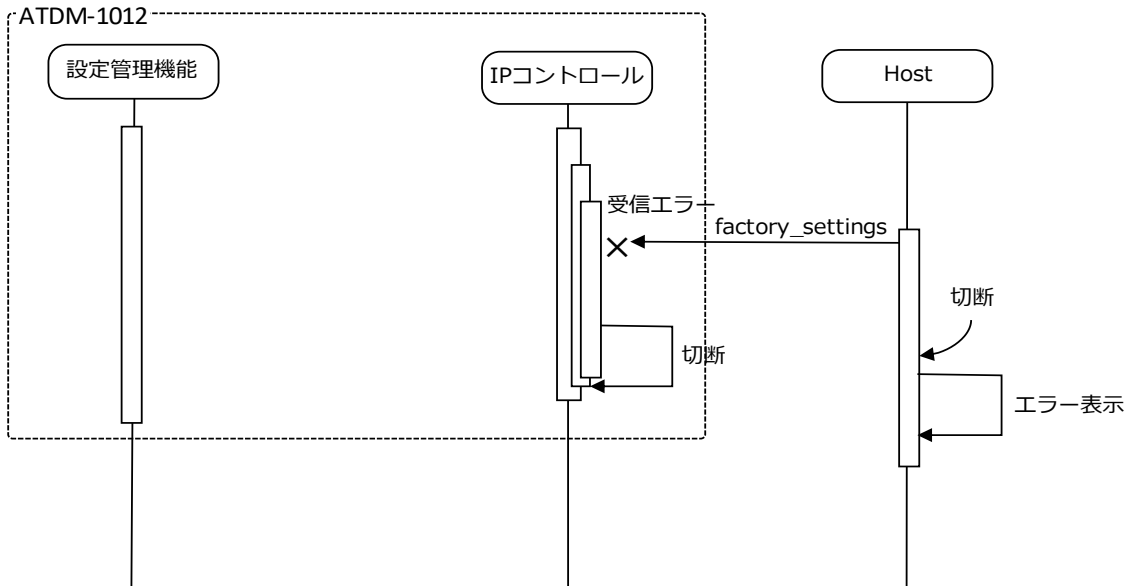 ATDM-1012
設定管理機能
IPコントロール
Host
受信エラー
factory_settings
切断
切断
エラー表示